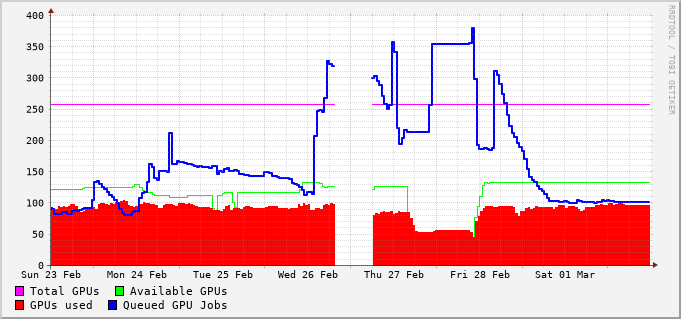 400
350
300
250
200
150
100
50
0
Sun 23 Feb Mon 24 Feb Tue 25 Feb Wed 26 Feb Thu 27 Feb Fri 28 Feb Sat 01 Mar
Total GPUs Available GPUs
GPUs used Queued GPU Jobs
RRDTOOL / TOBI OETIKER